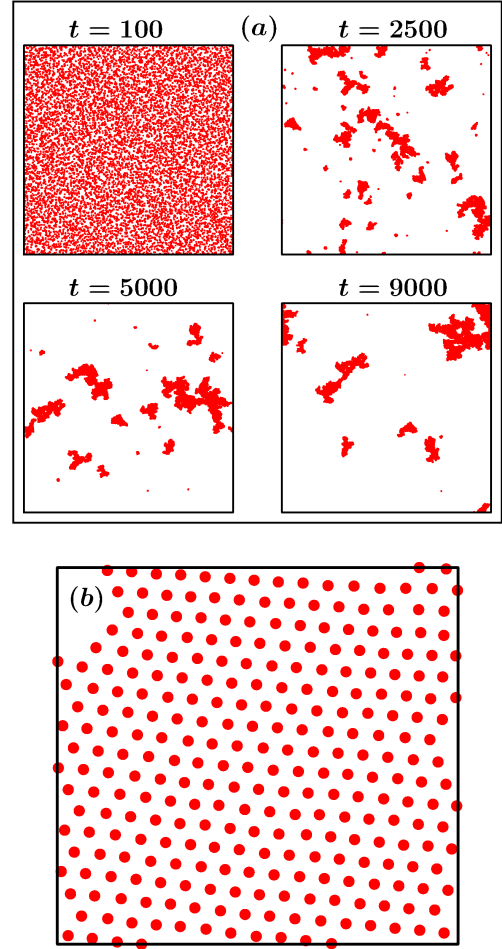 t = 100
(a)
t = 2500
t = 5000
t = 9000
(b)